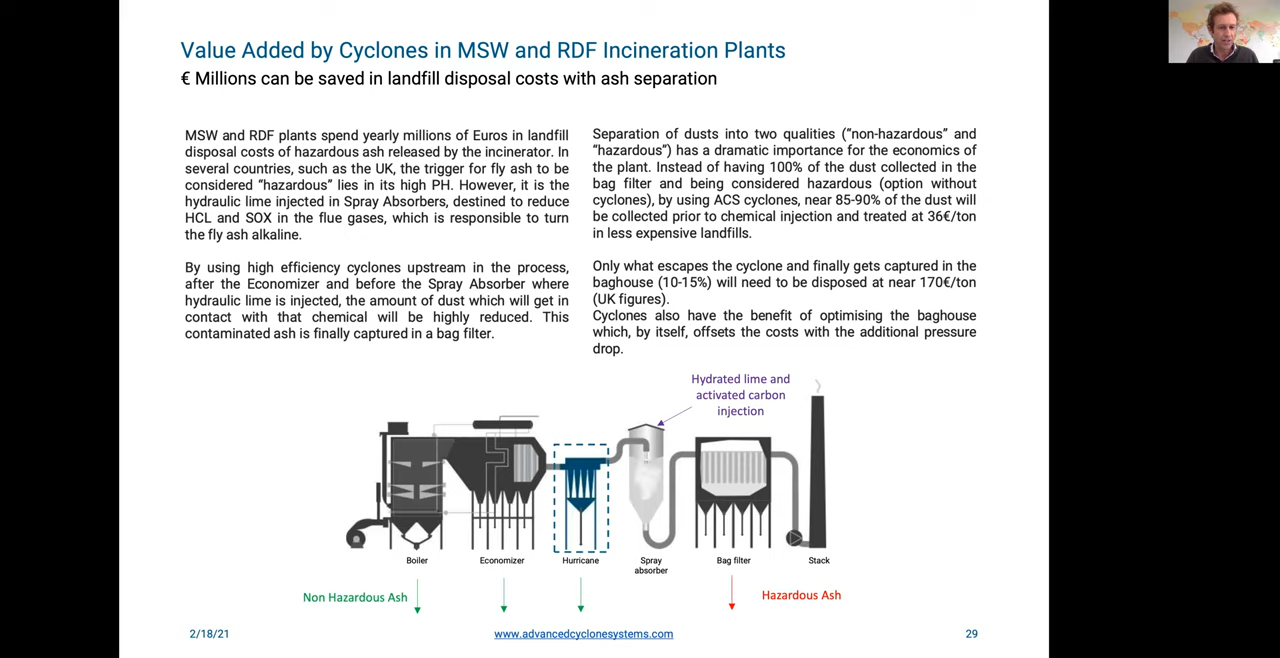 Value Added by Cyclones in MSW and RDF Incineration Plants
€ Millions can be saved in landfill disposal costs with ash separation
MSW and RDF plants spend yearly millions of Euros in landfill
disposal costs of hazardous ash released by the incinerator. In
several countries, such as the UK, the trigger for fly ash to be
considered “hazardous” lies in its high PH. However, it is the
hydraulic lime injected in Spray Absorbers, destined to reduce
HCL and SOX in the flue gases, which is responsible to turn
the fly ash alkaline.
By using high efficiency cyclones upstream in the process,
after the Economizer and before the Spray Absorber where
hydraulic lime is injected, the amount of dust which will get in
contact with that chemical will be highly reduced. This
contaminated ash is finally captured in a bag filter.
Separation of dusts into two qualities (“non-hazardous” and
“hazardous”) has a dramatic importance for the economics of
the plant. Instead of having 100% of the dust collected in the
bag filter and being considered hazardous (option without
cyclones), by using ACS cyclones, near 85-90% of the dust will
be collected prior to chemical injection and treated at 36€/ton
in less expensive landfills.
Only what escapes the cyclone and finally gets captured in the
baghouse (10-15%) will need to be disposed at near 170€/ton
(UK figures).
Cyclones also have the benefit of optimising the baghouse
which, by itself, offsets the costs with the additional pressure
drop.
Hydrated lime and
activated carbon
injection
Boiler
Economizer
Hurricane
Spray
absorber
Bag filter
Stack
Non Hazardous Ash
Hazardous Ash
2/18/21
www.advancedcyclonesystems.com
29